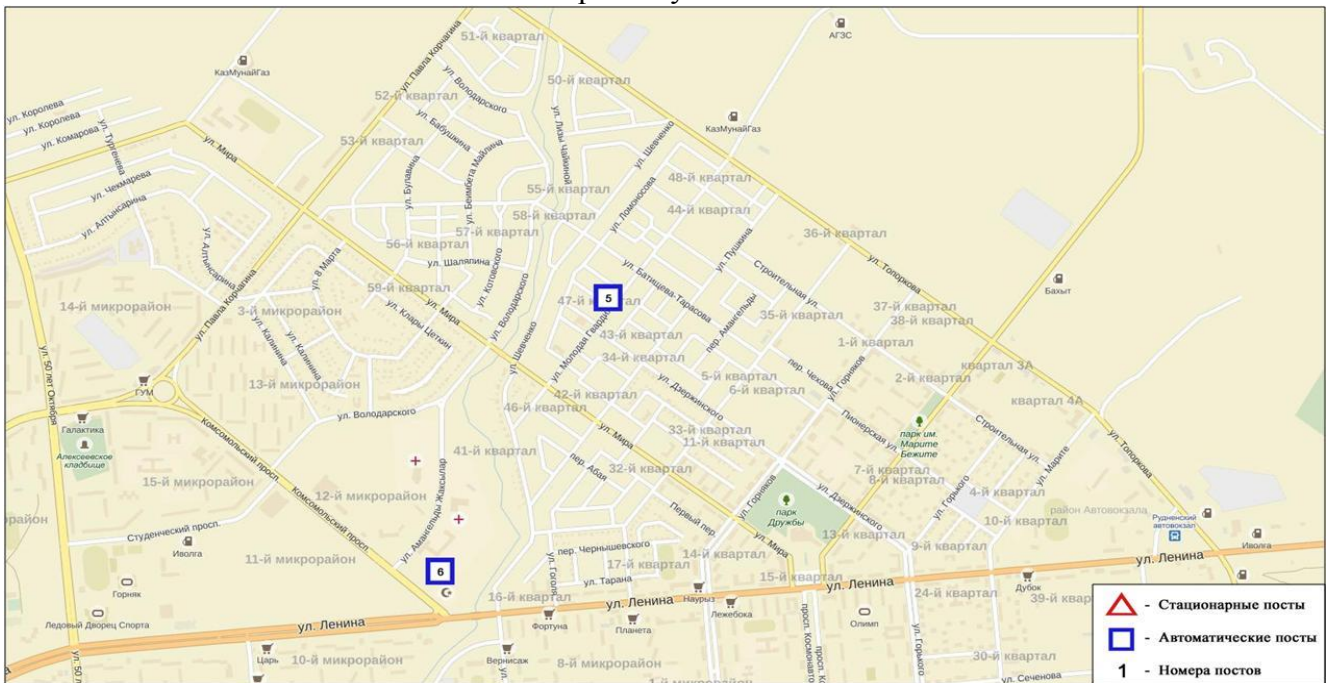 51-й квартал
АГЗС
ул. Павла Корчагина
КазМунайГаз
50-й квартал
ул. Володарского
52-й квартал
ул. Королева
ул. Королева
ул. Комарова
ул. Тургенева
ул. Бабушкина
ул. Лизы Чайкиной
КазМунайГаз
ул. Мира
53-й квартал
ул. Беимбета Майлина
ул. Шевченко
ул. Булавина
ул. Чекмарева
48-й квартал
55-й квартал
ул. Ломоносова
ул. Алтынсарина
44-й квартал
58-й квартал
57-й квартал
36-й квартал
ул. Пушкина
56-й квартал
ул. Алтынсарина
ул. 8 Марта
ул. Шаляпина
ул. Котовского
ул. Батищева-Тарасова
Строительная ул.
ул. Топоркова
Бахыт
59-й квартал
14-й микрорайон
ул. Павла Корчагина
3-й микрорайон
5
47-й квартал
37-й квартал
38-й квартал
ул. Клары Цеткин
ул. Мира
ул. Володарского
ул. Калинина
ул. Калинина
ул. Шевченко
ул. Молодая Гвардия
43-й квартал
пер. Амангельды
35-й квартал
1-й квартал
34-й квартал
ул. 50 лет Октября
5-й квартал
пер. Чехова
ул. Горняков
2-й квартал
квартал 3А
13-й микрорайон
ГУМ
42-й квартал
ул. Дзержинского
6-й квартал
46-й квартал
квартал 4А
ул. Володарского
Галактика
Комсомольский просп.
Пионерская ул.
парк им.
Марите
Бежите
Строительная ул.
ул. Топоркова
Алексеевское
кладбище
ул. Мира
33-й квартал
11-й квартал
41-й квартал
ул. Марите
пер. Абая
32-й квартал
7-й квартал
8-й квартал
15-й микрорайон
12-й микрорайон
Комсомольский просп.
ул. Амангельды Жаксылар
ул. Горняков
ул. Дзержинского
ул. Горького
4-й квартал
парк
Дружбы
Первый пер.
10-й квартал
район Автовокзала
Рудненский
автовокзал
Студенческий просп.
Иволга
13-й квартал
ул. Мира
9-й квартал
Иволга
11-й микрорайон
пер. Чернышевского
14-й квартал
17-й квартал
ул. Гоголя
ул. Тарана
15-й квартал
ул. Ленина
ул. Ленина
6
Горняк
16-й квартал
ул. Ленина
Наурыз
Лежебока
24-й квартал
Дубок
Ледовый Дворец Спорта
ул. Ленина
Фортуна
Планета
Олимп
ул. Горького
Царь
10-й микрорайон
Вернисаж
8-й микрорайон
30-й квартал
ул. Сеченова
- Стационарные посты
- Автоматические посты
1 - Номера постов